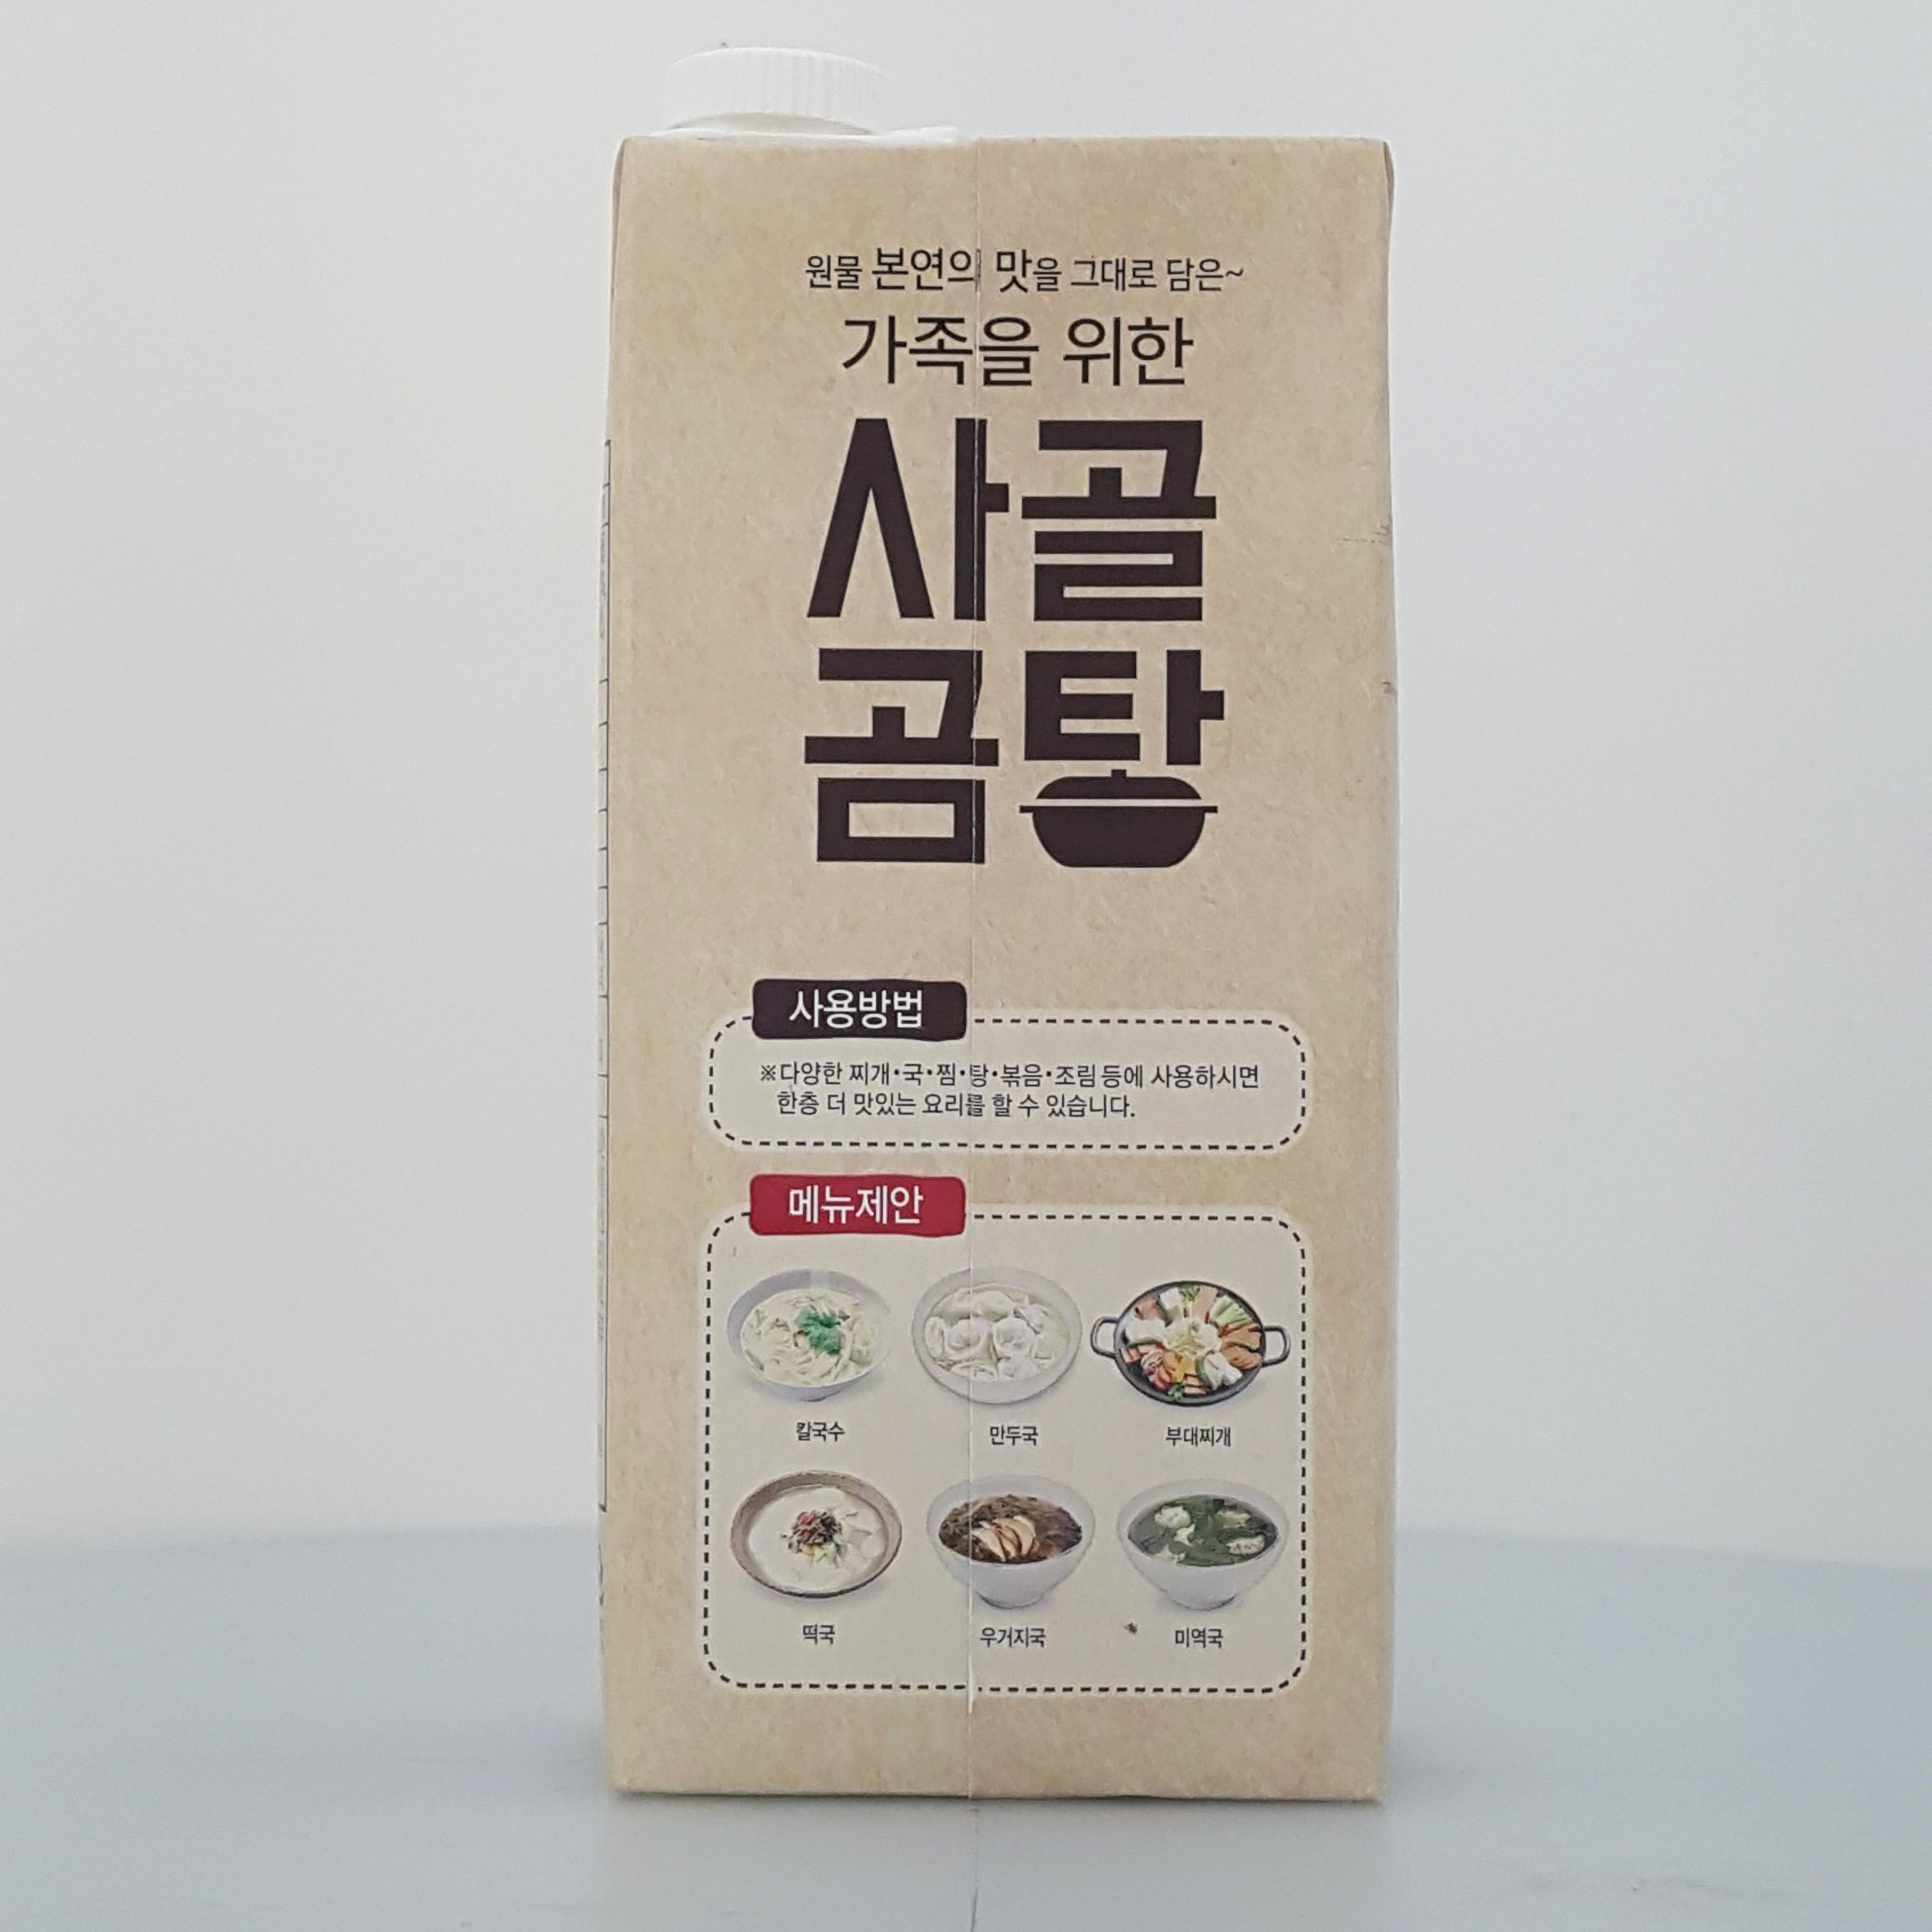 원물 본연의 맛을 그대로 담은~
가족을 위한
사골
곰탕
사용방법
※다양한 찌개·국·찜·탕·볶음·조림 등에 사용하시면
한층 더 맛있는 요리를 할 수 있습니다.
메뉴제안
칼국수 만두국 부대찌개
떡국 우거지국 미역국